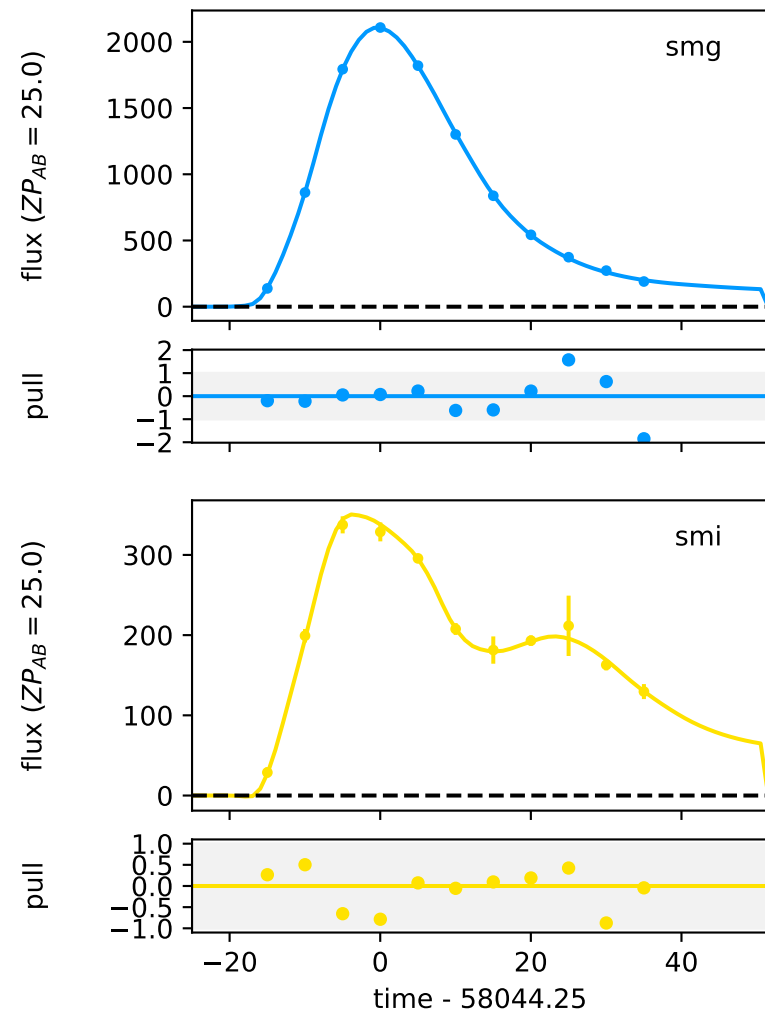 smg
flux (ZP_AB = 25.0)
2000
1500
1000
500
0
pull
2
1
0
−1
−2
smi
flux (ZP_AB = 25.0)
300
200
100
0
pull
1.0
0.5
0.0
−0.5
−1.0
−20 0 20 40
time - 58044.25